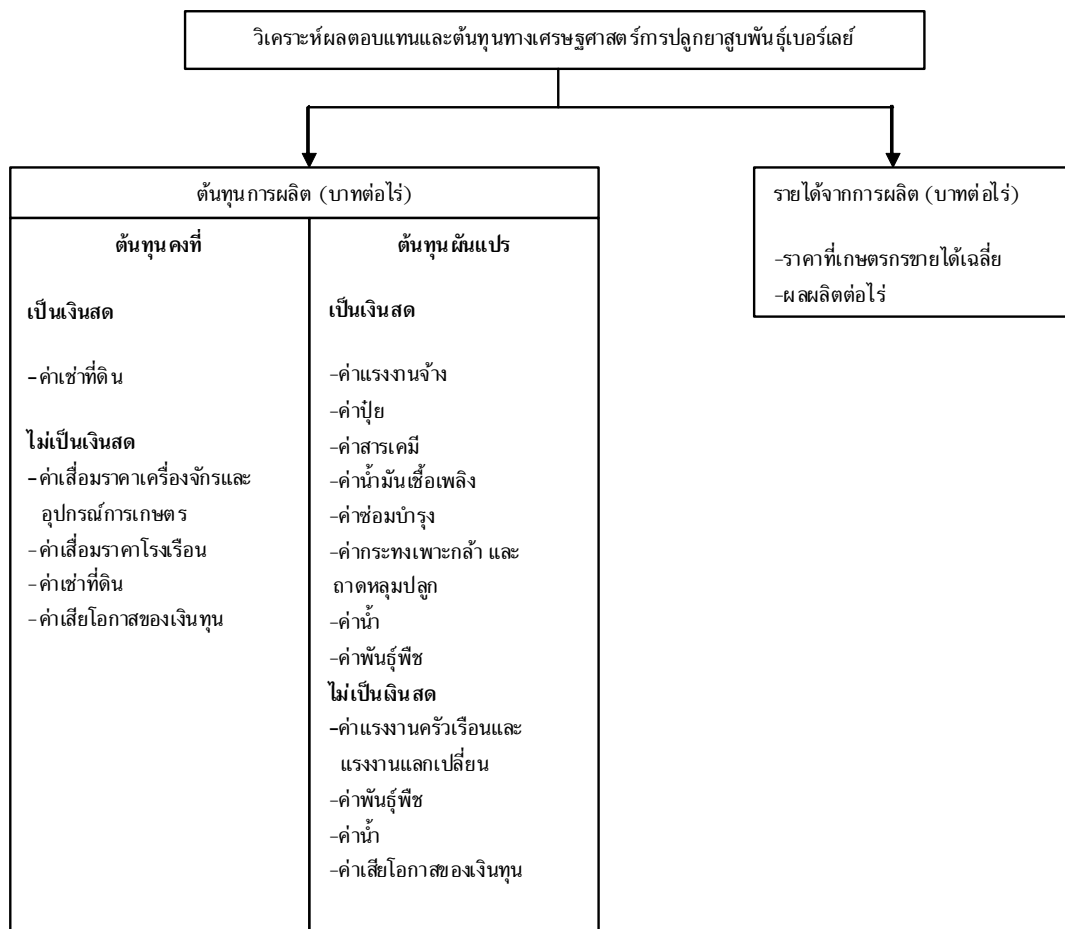 วิเคราะห์ผลตอบแทนและต้นทุนทางเศรษฐศาสตร์การปลูกยาสูบพันธุ์เบอร์เลย์
ต้นทุนการผลิต (บาทต่อไร่)
ต้นทุนคงที่
เป็นเงินสด
-ค่าเช่าที่ดิน
ไม่เป็นเงินสด
-ค่าเสื่อมราคาเครื่องจักรและ
อุปกรณ์การเกษตร
-ค่าเสื่อมราคาโรงเรือน
-ค่าเช่าที่ดิน
-ค่าเสียโอกาสของเงินทุน
ต้นทุนผันแปร
เป็นเงินสด
-ค่าแรงงานจ้าง
-ค่าปุ๋ย
-ค่าสารเคมี
-ค่าน้ำมันเชื้อเพลิง
-ค่าซ่อมบำรุง
-ค่ากระทงเพาะกล้า และ
ถาดหลุมปลูก
-ค่าน้ำ
-ค่าพันธุ์พืช
ไม่เป็นเงินสด
-ค่าแรงงานครัวเรือนและ
แรงงานแลกเปลี่ยน
-ค่าพันธุ์พืช
-ค่าน้ำ
-ค่าเสียโอกาสของเงินทุน
รายได้จากการผลิต (บาทต่อไร่)
-ราคาที่เกษตรกรขายได้เฉลี่ย
-ผลผลิตต่อไร่